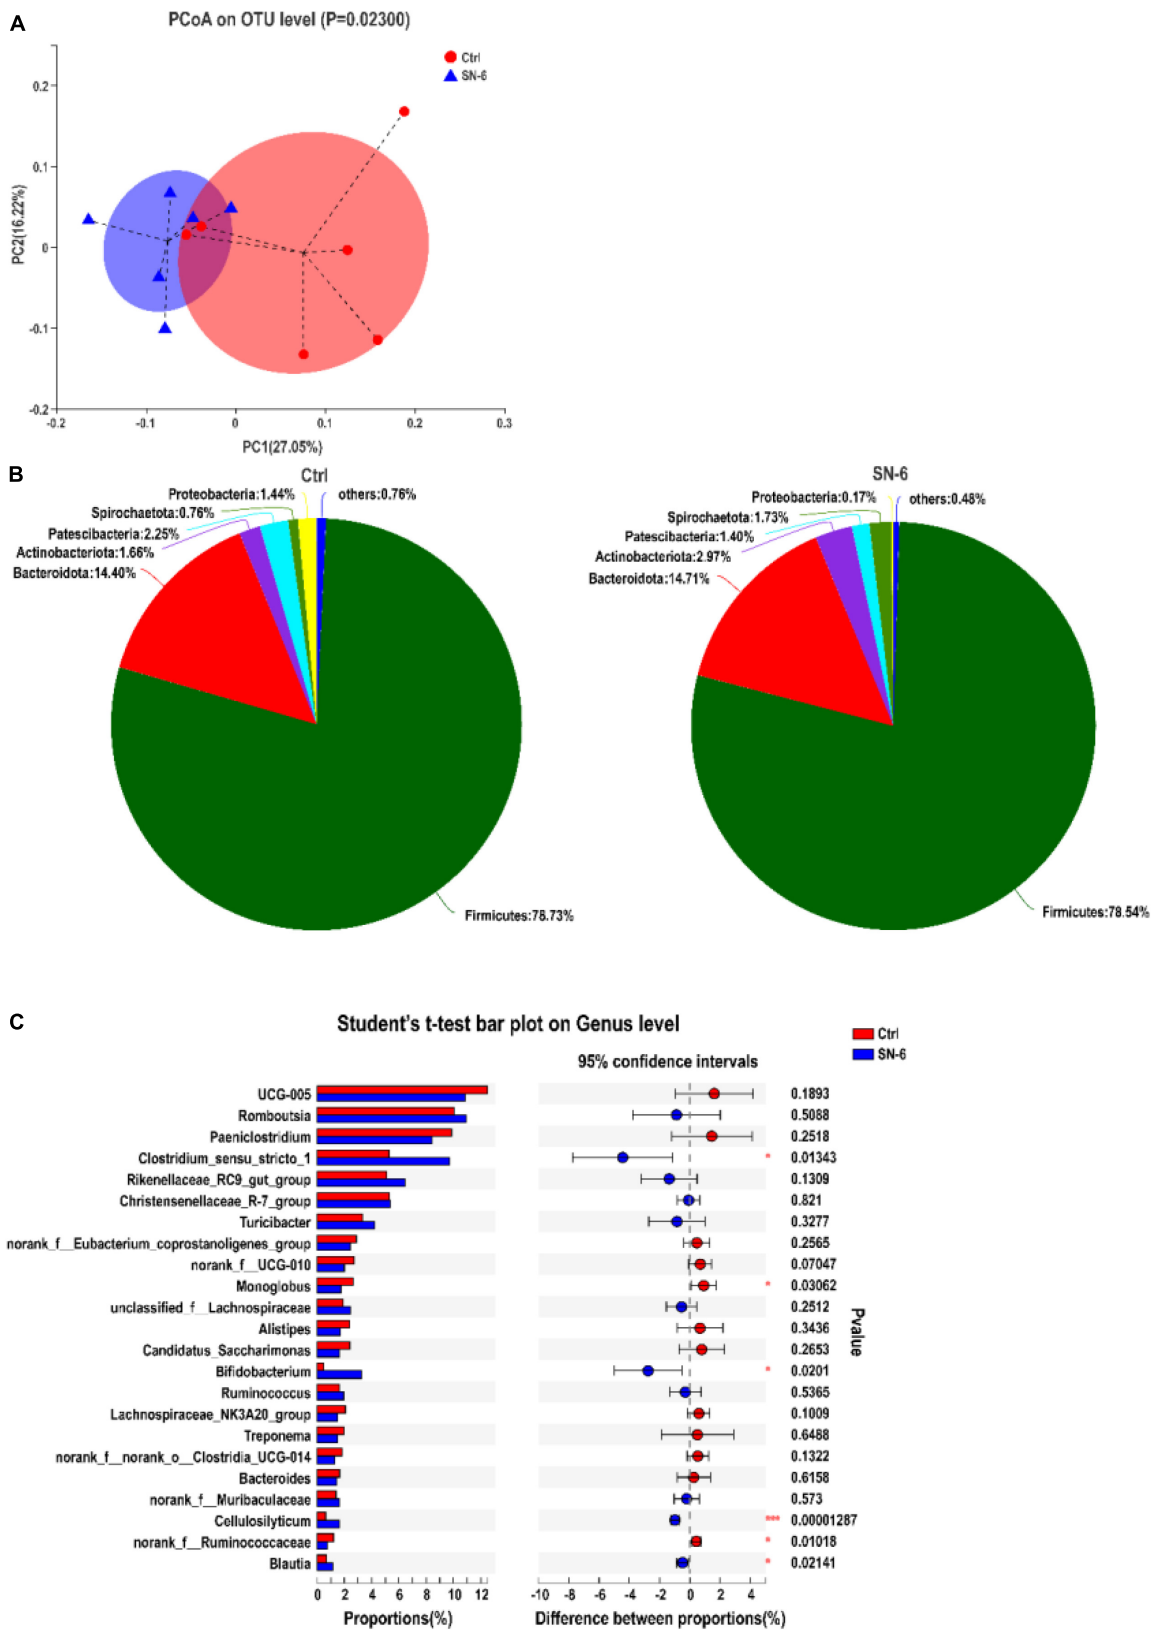 A
PCoA on OTU level (P=0.02300)
Ctrl
SN-6
0.2
0.1
0
-0.1
-0.2
PC2(16.22%)
-0.2 -0.1 0 0.1 0.2 0.3
PC1(27.05%)
B
Ctrl
Proteobacteria:1.44%
others:0.76%
Spirochaetota:0.76%
Patescibacteria:2.25%
Actinobacteriota:1.66%
Bacteroidota:14.40%
Firmicutes:78.73%
SN-6
Proteobacteria:0.17%
others:0.48%
Spirochaetota:1.73%
Patescibacteria:1.40%
Actinobacteriota:2.97%
Bacteroidota:14.71%
Firmicutes:78.54%
C
Student's t-test bar plot on Genus level
Ctrl
SN-6
95% confidence intervals
UCG-005 0.1893
Romboutsia 0.5088
Paeniclostridium 0.2518
Clostridium_sensu_stricto_1 * 0.01343
Rikenellaceae_RC9_gut_group 0.1309
Christensenellaceae_R-7_group 0.821
Turicibacter 0.3277
norank_f__Eubacterium_coprostanoligenes_group 0.2565
norank_f__UCG-010 0.07047
Monoglobus * 0.03062
unclassified_f__Lachnospiraceae 0.2512
Alistipes 0.3436
Candidatus_Saccharimonas 0.2653
Bifidobacterium * 0.0201
Ruminococcus 0.5365
Lachnospiraceae_NK3A20_group 0.1009
Treponema 0.6488
norank_f__norank_o__Clostridia_UCG-014 0.1322
Bacteroides 0.6158
norank_f__Muribaculaceae 0.573
Cellulosilyticum *** 0.00001287
norank_f__Ruminococcaceae * 0.01018
Blautia * 0.02141
Pvalue
0 2 4 6 8 10 12
Proportions(%)
-10 -8 -6 -4 -2 0 2 4
Difference between proportions(%)